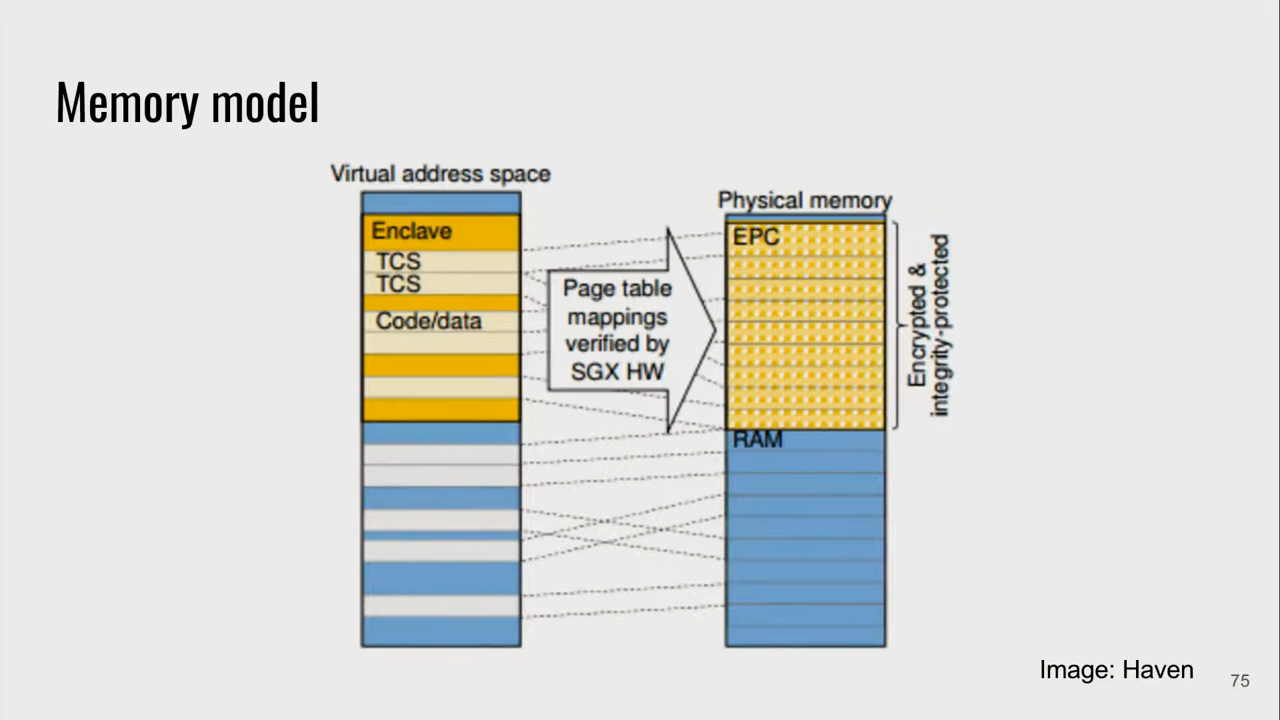 Memory model
Virtual address space
Enclave
TCS
TCS
Code/data
Page table
mappings
verified by
SGX HW
Physical memory
EPC
RAM
Encrypted &
integrity-protected
Image: Haven
75